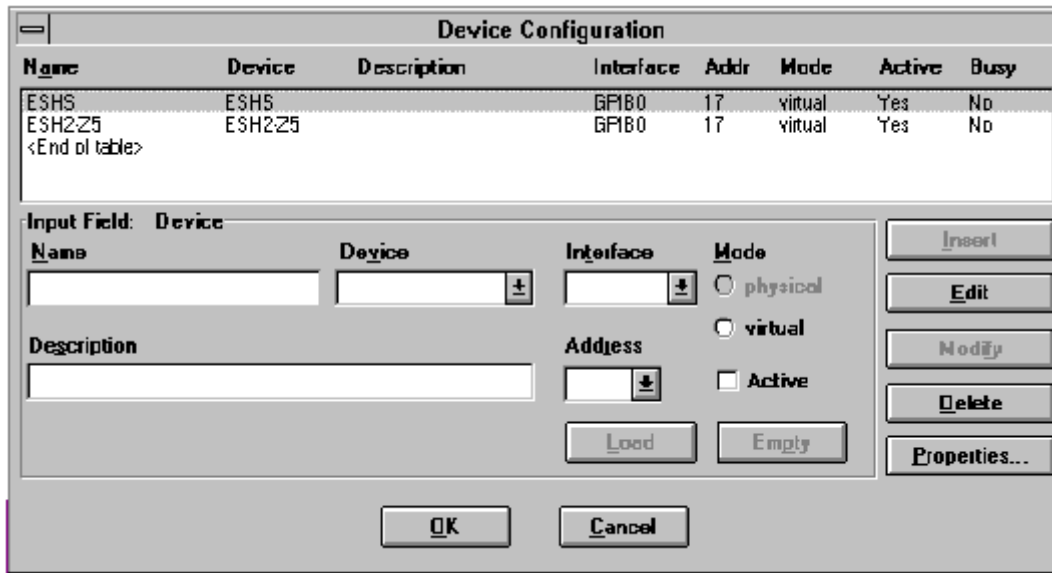 Device Configuration
Name Device Description Interface Addr Mode Active Busy
ESHS ESHS GPIB0 17 virtual Yes No
ESH2-Z5 ESH2-Z5 GPIB0 17 virtual Yes No
<End of table>
Input Field: Device
Name Device Interface Mode
physical
virtual
Description Address
Active
Load Empty
Insert
Edit
Modify
Delete
Properties...
OK Cancel